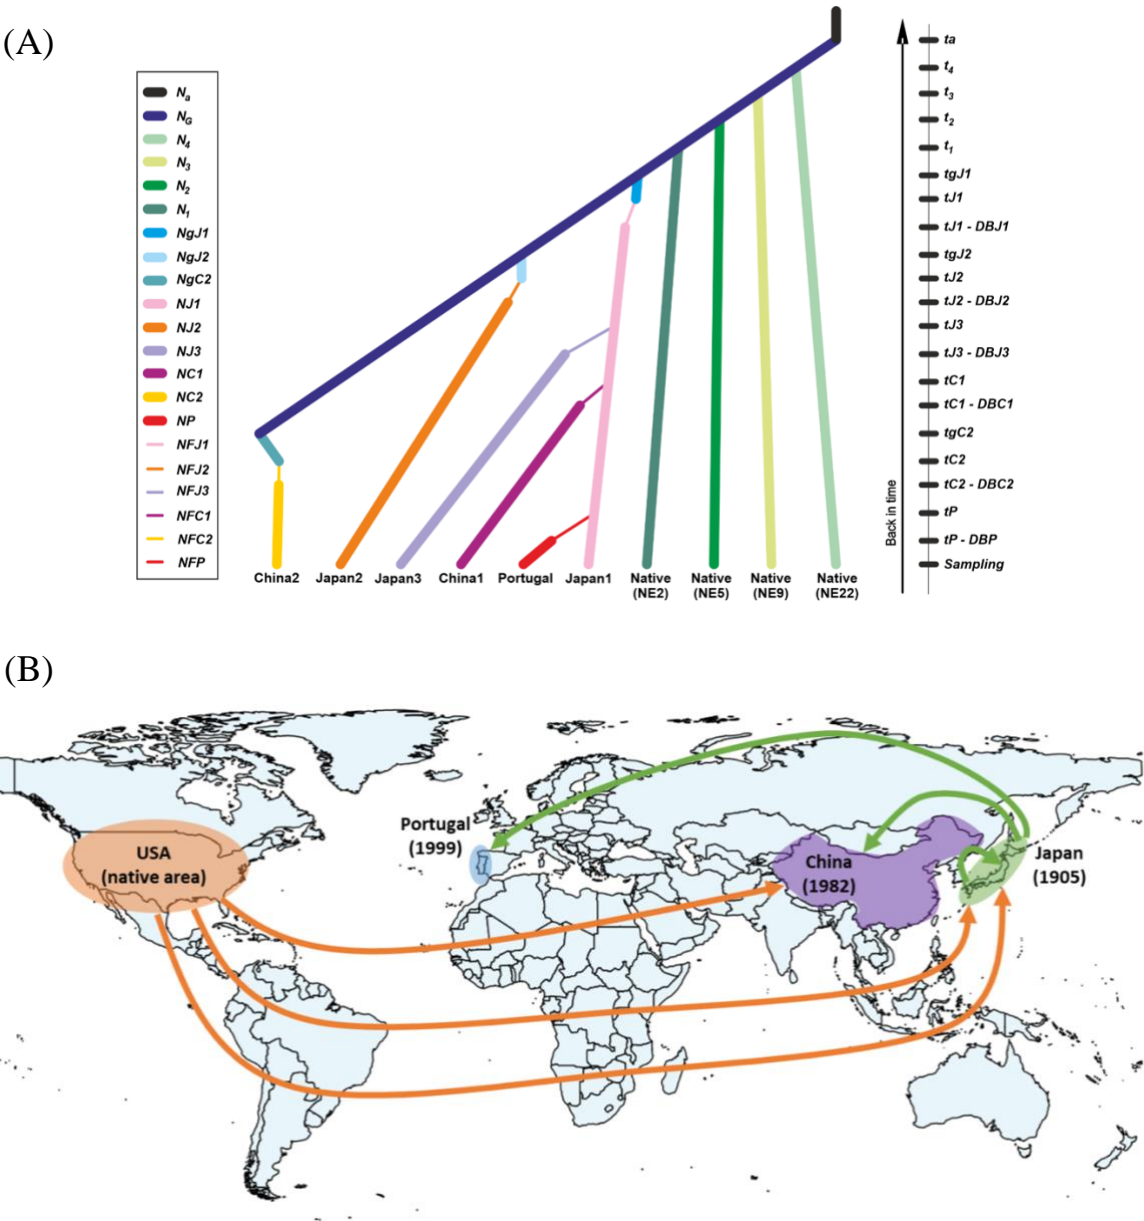 (A)
Na
NG
N4
N3
N2
N1
NgJ1
NgJ2
NgC2
NJ1
NJ2
NJ3
NC1
NC2
NP
NFJ1
NFJ2
NFJ3
NFC1
NFC2
NFP
China2
Japan2
Japan3
China1
Portugal
Japan1
Native
(NE2)
Native
(NE5)
Native
(NE9)
Native
(NE22)
Back in time
ta
t4
t3
t2
t1
tgJ1
tJ1
tJ1 - DBJ1
tgJ2
tJ2
tJ2 - DBJ2
tJ3
tJ3 - DBJ3
tC1
tC1 - DBC1
tgC2
tC2
tC2 - DBC2
tP
tP - DBP
Sampling
(B)
USA
(native area)
Portugal
(1999)
China
(1982)
Japan
(1905)